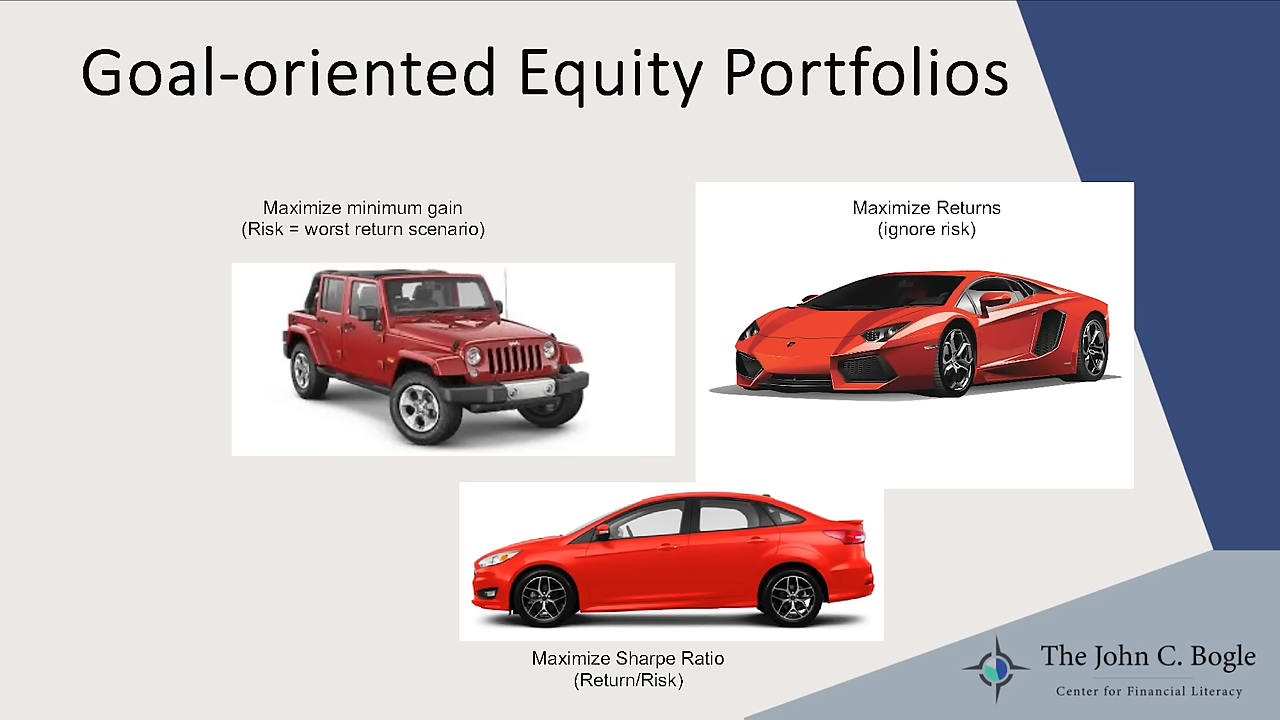 Goal-oriented Equity Portfolios
Maximize minimum gain
(Risk = worst return scenario)
Maximize Returns
(ignore risk)
Maximize Sharpe Ratio
(Return/Risk)
The John C. Bogle
Center for Financial Literacy